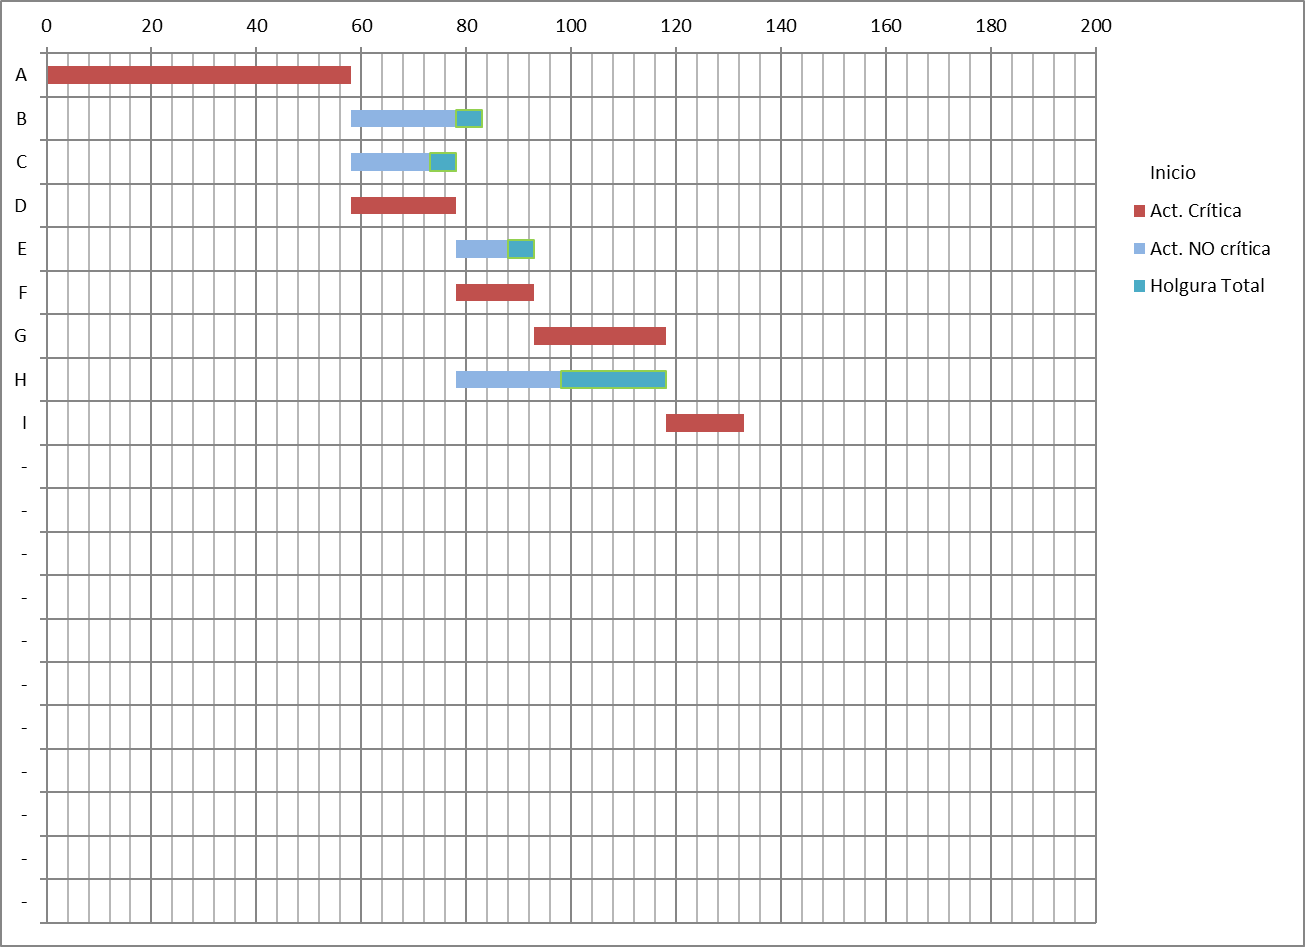 0 20 40 60 80 100 120 140 160 180 200
A
B
C
D
E
F
G
H
I
-
-
-
-
-
-
-
-
-
-
-
Inicio
Act. Crítica
Act. NO crítica
Holgura Total